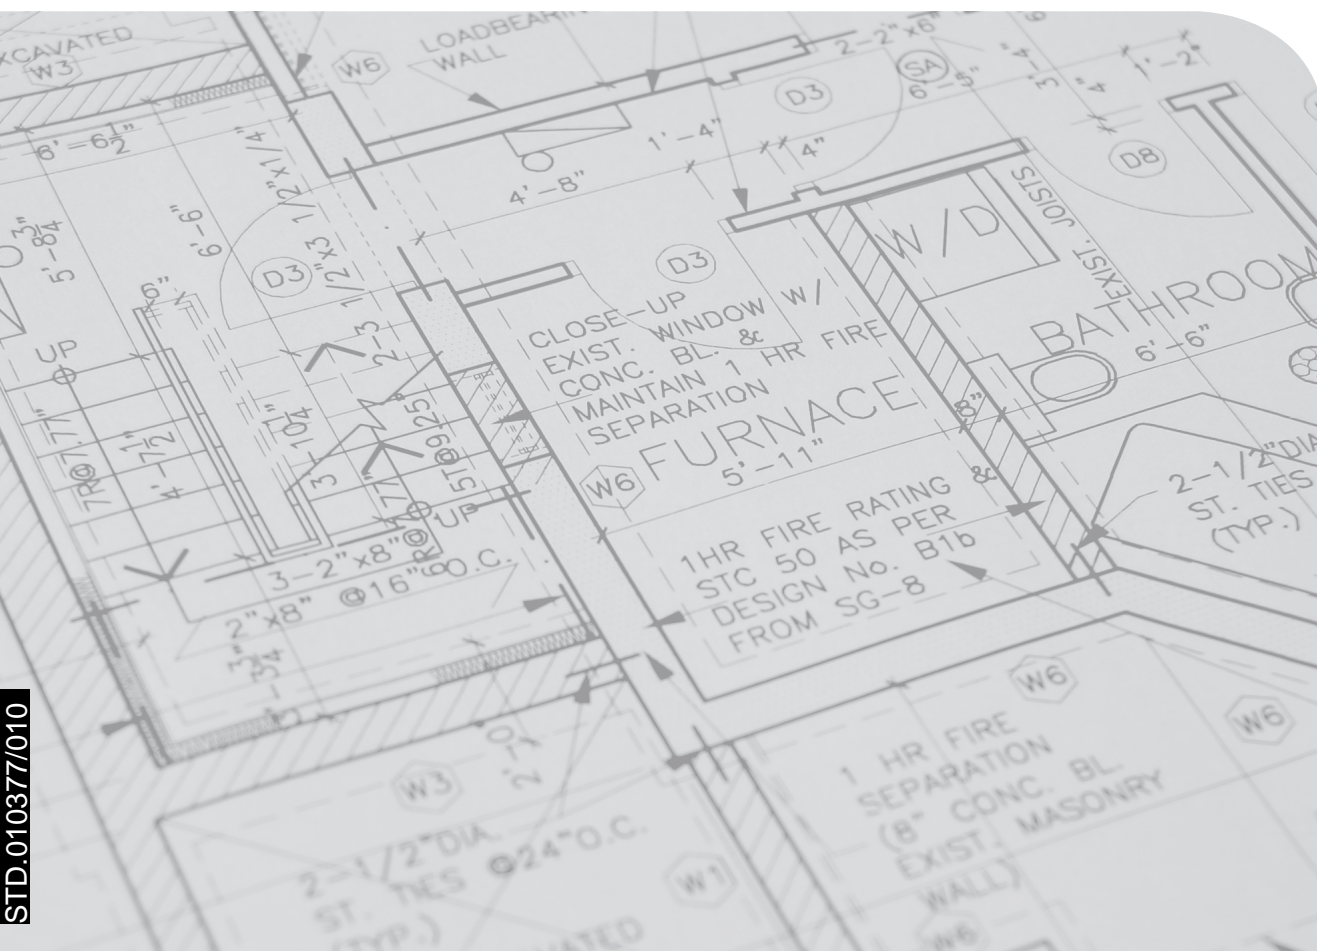 XCAVATED
W3
W6
LOADBEARIN
WALL
2-2"x6"
SA
6'-5"
D3
3'-4"
4"
1'-2"
6'-6 1/2"
1/2"x1/4"
1'-4"
4"
D8
4'-8"
5'-8 3/4"
6'-6"
D3
2-3 1/2"x3
6"
D3
W/D
EXIST. JOISTS
BATHROOM
6'-6"
CLOSE-UP
EXIST. WINDOW W/
CONC. BL. &
MAINTAIN 1 HR FIRE
SEPARATION
FURNACE
5'-11"
W6
8"
&
UP
7R@7.77"
4'-7 1/2"
3'-10 1/4"
5T@9.25"
UP
3-2"x8"
@16"O.C.
2"x8"
1HR FIRE RATING
STC 50 AS PER
DESIGN No. B1b
FROM SG-8
2-1/2"DIA
ST. TIES
(TYP.)
W6
W6
1 HR FIRE
SEPARATION
(8" CONC. BL.
EXIST. MASONRY
WALL)
W6
W3
2-1/2"DIA.
ST. TIES @24"O.C.
(TYP.)
W1
VATED
STD.010377/010